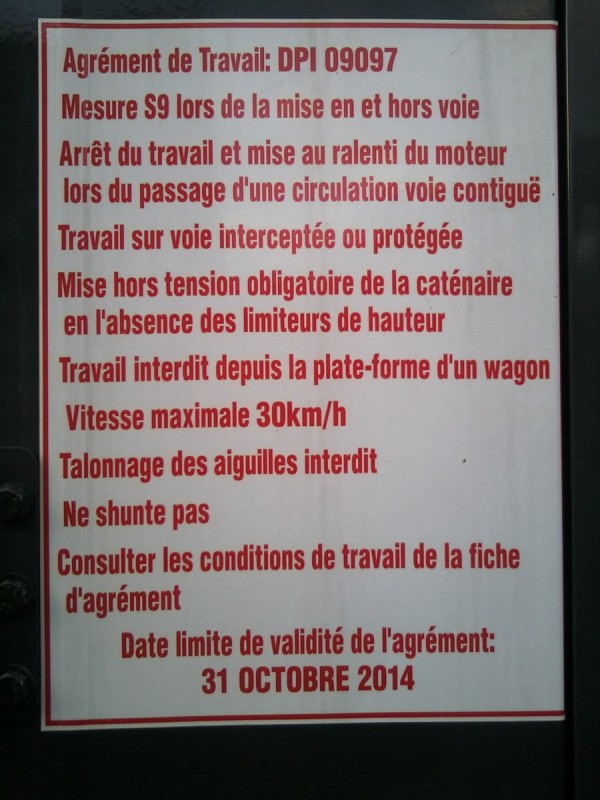 Agrément de Travail: DPI 09097
Mesure S9 lors de la mise en et hors voie
Arrêt du travail et mise au ralenti du moteur
lors du passage d'une circulation voie contiguë
Travail sur voie interceptée ou protégée
Mise hors tension obligatoire de la caténaire
en l'absence des limiteurs de hauteur
Travail interdit depuis la plate-forme d'un wagon
Vitesse maximale 30km/h
Talonnage des aiguilles interdit
Ne shunte pas
Consulter les conditions de travail de la fiche
d'agrément
Date limite de validité de l'agrément:
31 OCTOBRE 2014